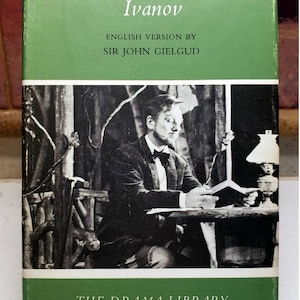 Ivanov
ENGLISH VERSION BY
SIR JOHN GIELGUD
THE DRAMA LIBRARY